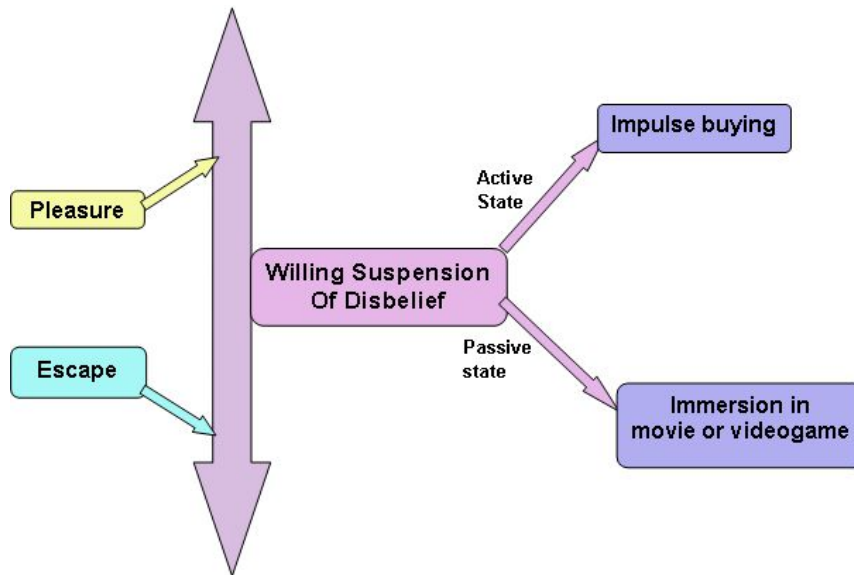 Impulse buying
Active
State
Pleasure
Willing Suspension
Of Disbelief
Passive
state
Escape
Immersion in
movie or videogame